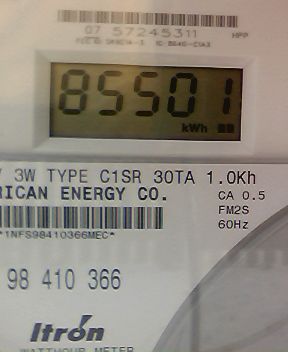 07 57245311 HPP
85501
kWh
3W TYPE C1SR 30TA 1.0Kh
RICAN ENERGY CO.
CA 0.5
FM2S
60Hz
*1NFS98410366MEC*
98 410 366
Itron
WATTHOUR METER